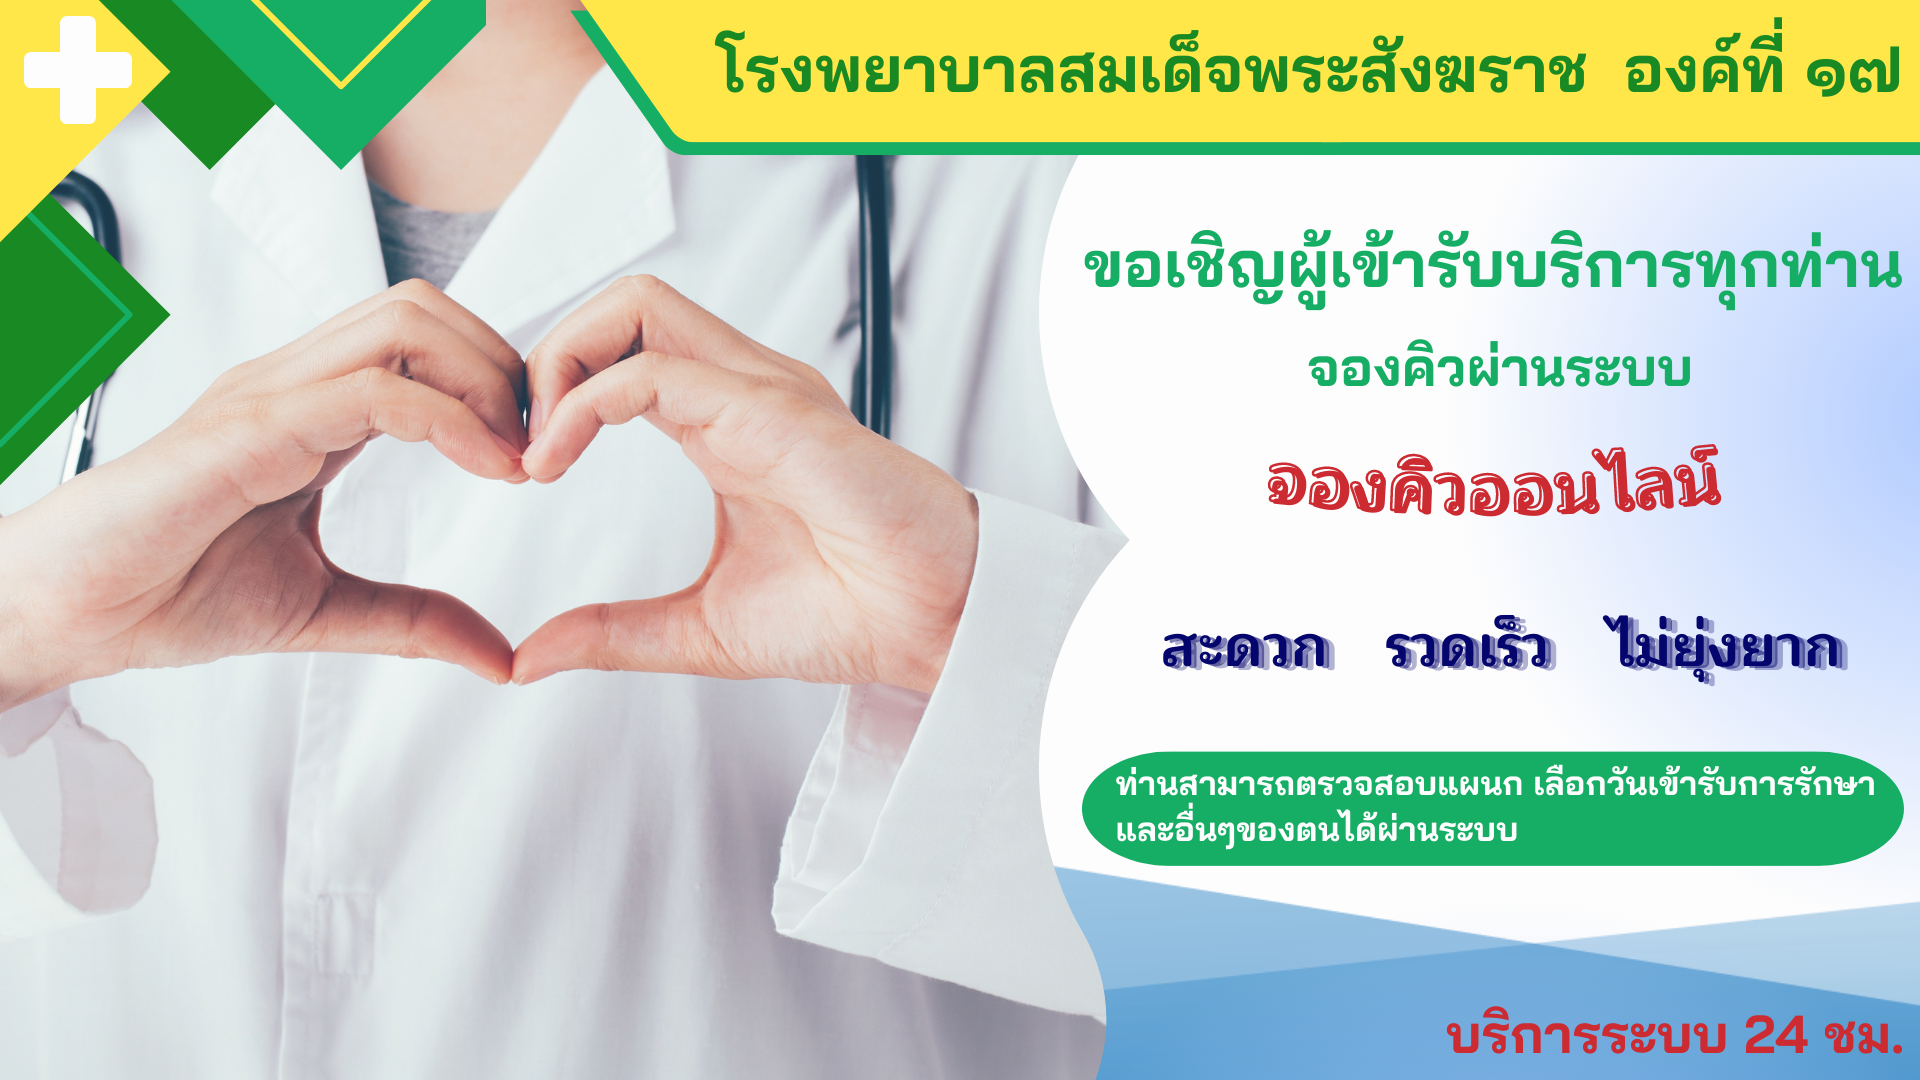 โรงพยาบาลสมเด็จพระสังฆราช องค์ที่ ๑๗
ขอเชิญผู้เข้ารับบริการทุกท่าน
จองคิวผ่านระบบ
จองคิวออนไลน์
สะดวก รวดเร็ว ไม่ยุ่งยาก
ท่านสามารถตรวจสอบแผนก เลือกวันเข้ารับการรักษา
และอื่นๆของตนได้ผ่านระบบ
บริการระบบ 24 ชม.